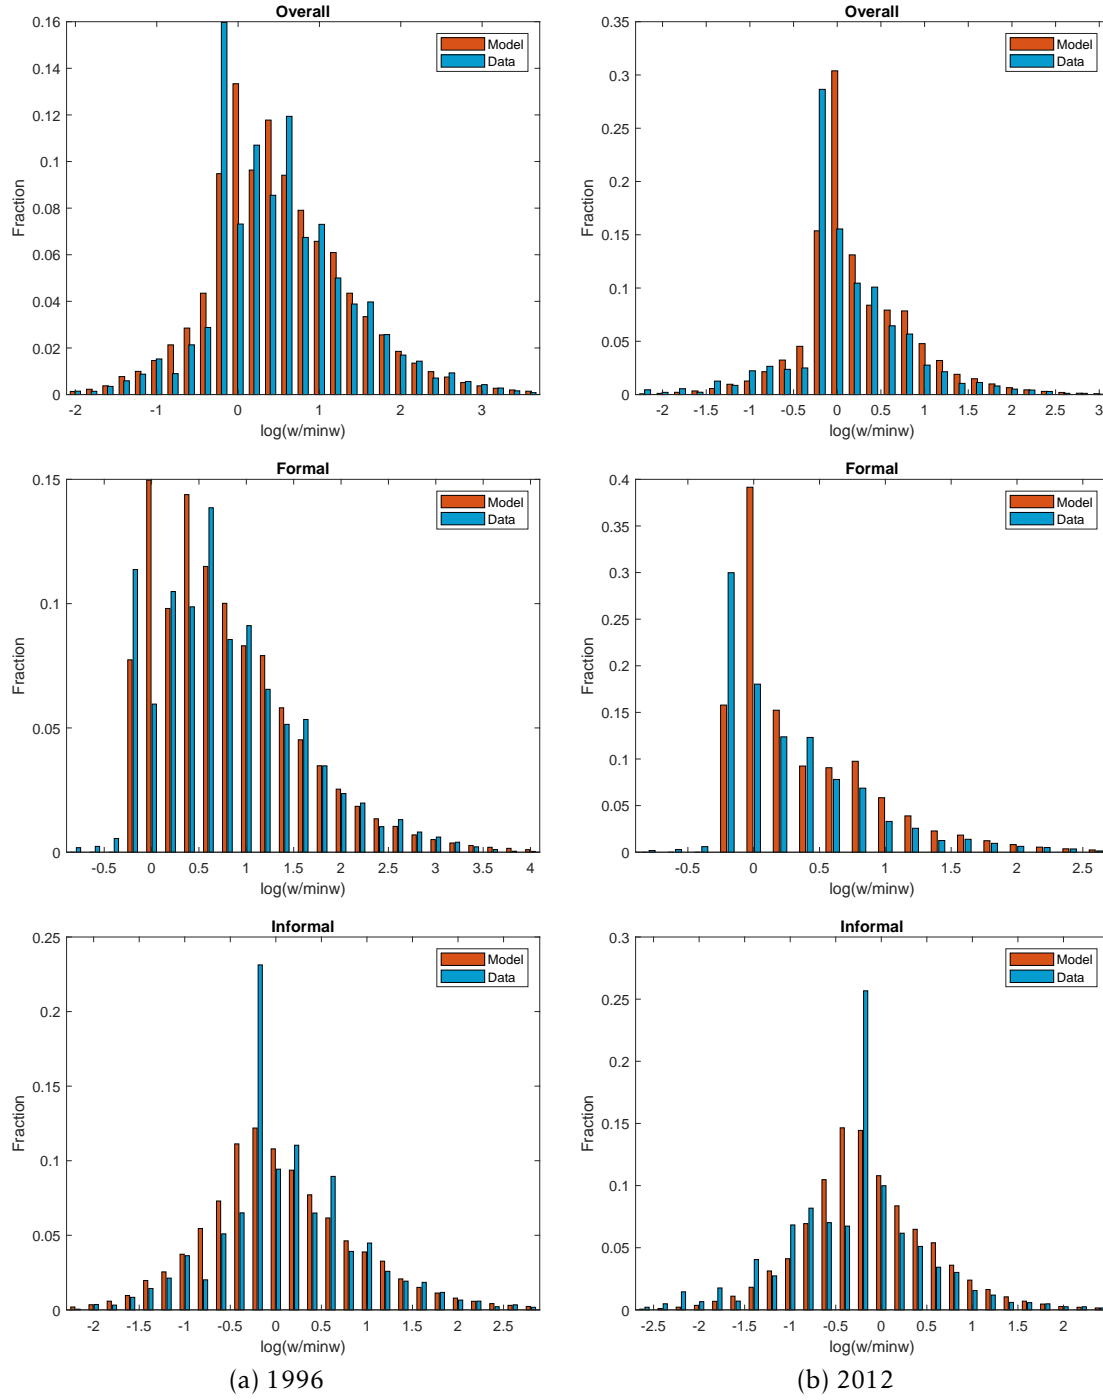 Overall
Model
Data
0.16
0.14
0.12
0.1
0.08
0.06
0.04
0.02
0
Fraction
-2 -1 0 1 2 3
log(w/minw)
Overall
Model
Data
0.35
0.3
0.25
0.2
0.15
0.1
0.05
0
Fraction
-2 -1.5 -1 -0.5 0 0.5 1 1.5 2 2.5 3
log(w/minw)
Formal
Model
Data
0.15
0.1
0.05
0
Fraction
-0.5 0 0.5 1 1.5 2 2.5 3 3.5 4
log(w/minw)
Formal
Model
Data
0.4
0.35
0.3
0.25
0.2
0.15
0.1
0.05
0
Fraction
-0.5 0 0.5 1 1.5 2 2.5
log(w/minw)
Informal
Model
Data
0.25
0.2
0.15
0.1
0.05
0
Fraction
-2 -1.5 -1 -0.5 0 0.5 1 1.5 2 2.5
log(w/minw)
Informal
Model
Data
0.3
0.25
0.2
0.15
0.1
0.05
0
Fraction
-2.5 -2 -1.5 -1 -0.5 0 0.5 1 1.5 2
log(w/minw)
(a) 1996
(b) 2012